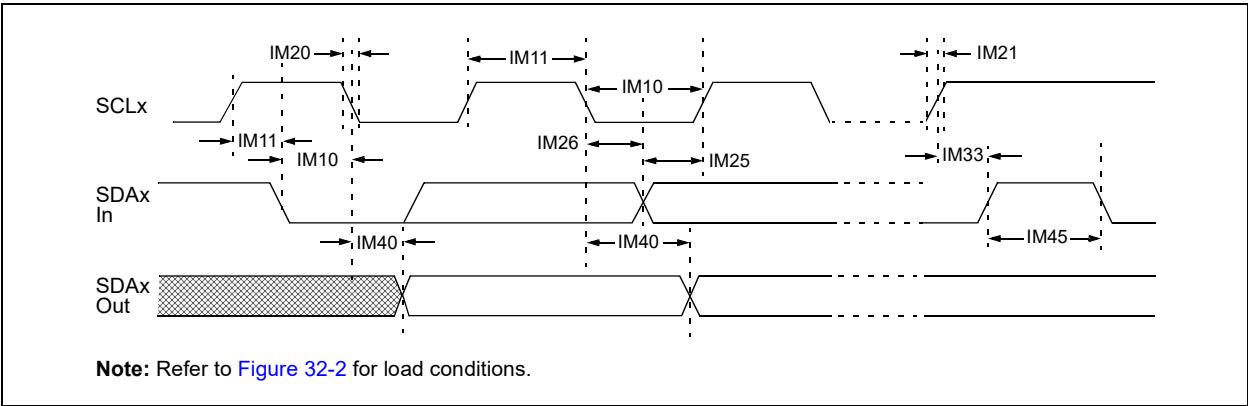 IM20
IM11
IM21
IM10
SCLx
IM11
IM26
IM10
IM25
IM33
SDAx
In
IM40
IM40
IM45
SDAx
Out
Note: Refer to Figure 32-2 for load conditions.